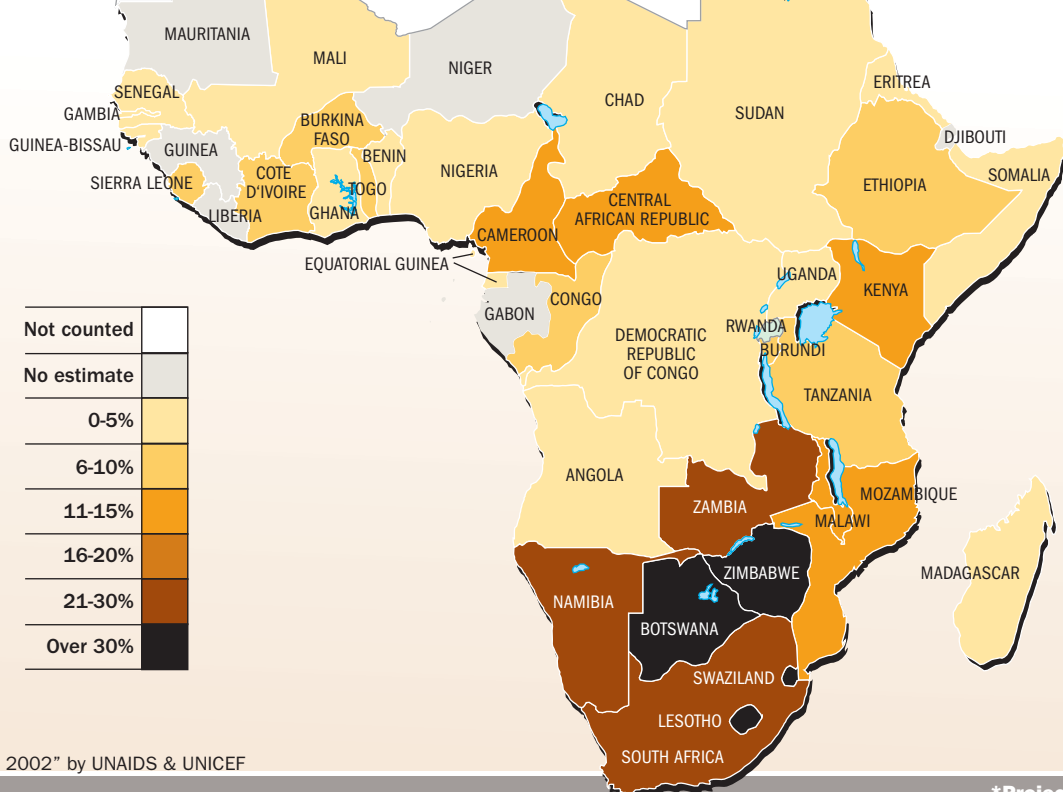 MAURITANIA
MALI
NIGER
CHAD
SUDAN
ERITREA
DJIBOUTI
SENEGAL
GAMBIA
GUINEA-BISSAU
GUINEA
SIERRA LEONE
LIBERIA
BURKINA
FASO
COTE
D'IVOIRE
GHANA
TOGO
BENIN
NIGERIA
CAMEROON
CENTRAL
AFRICAN REPUBLIC
ETHIOPIA
SOMALIA
EQUATORIAL GUINEA
GABON
CONGO
DEMOCRATIC
REPUBLIC
OF CONGO
UGANDA
KENYA
RWANDA
BURUNDI
TANZANIA
ANGOLA
ZAMBIA
MOZAMBIQUE
MALAWI
MADAGASCAR
NAMIBIA
ZIMBABWE
BOTSWANA
SWAZILAND
LESOTHO
SOUTH AFRICA
Not counted
No estimate
0-5%
6-10%
11-15%
16-20%
21-30%
Over 30%
2002" by UNAIDS & UNICEF